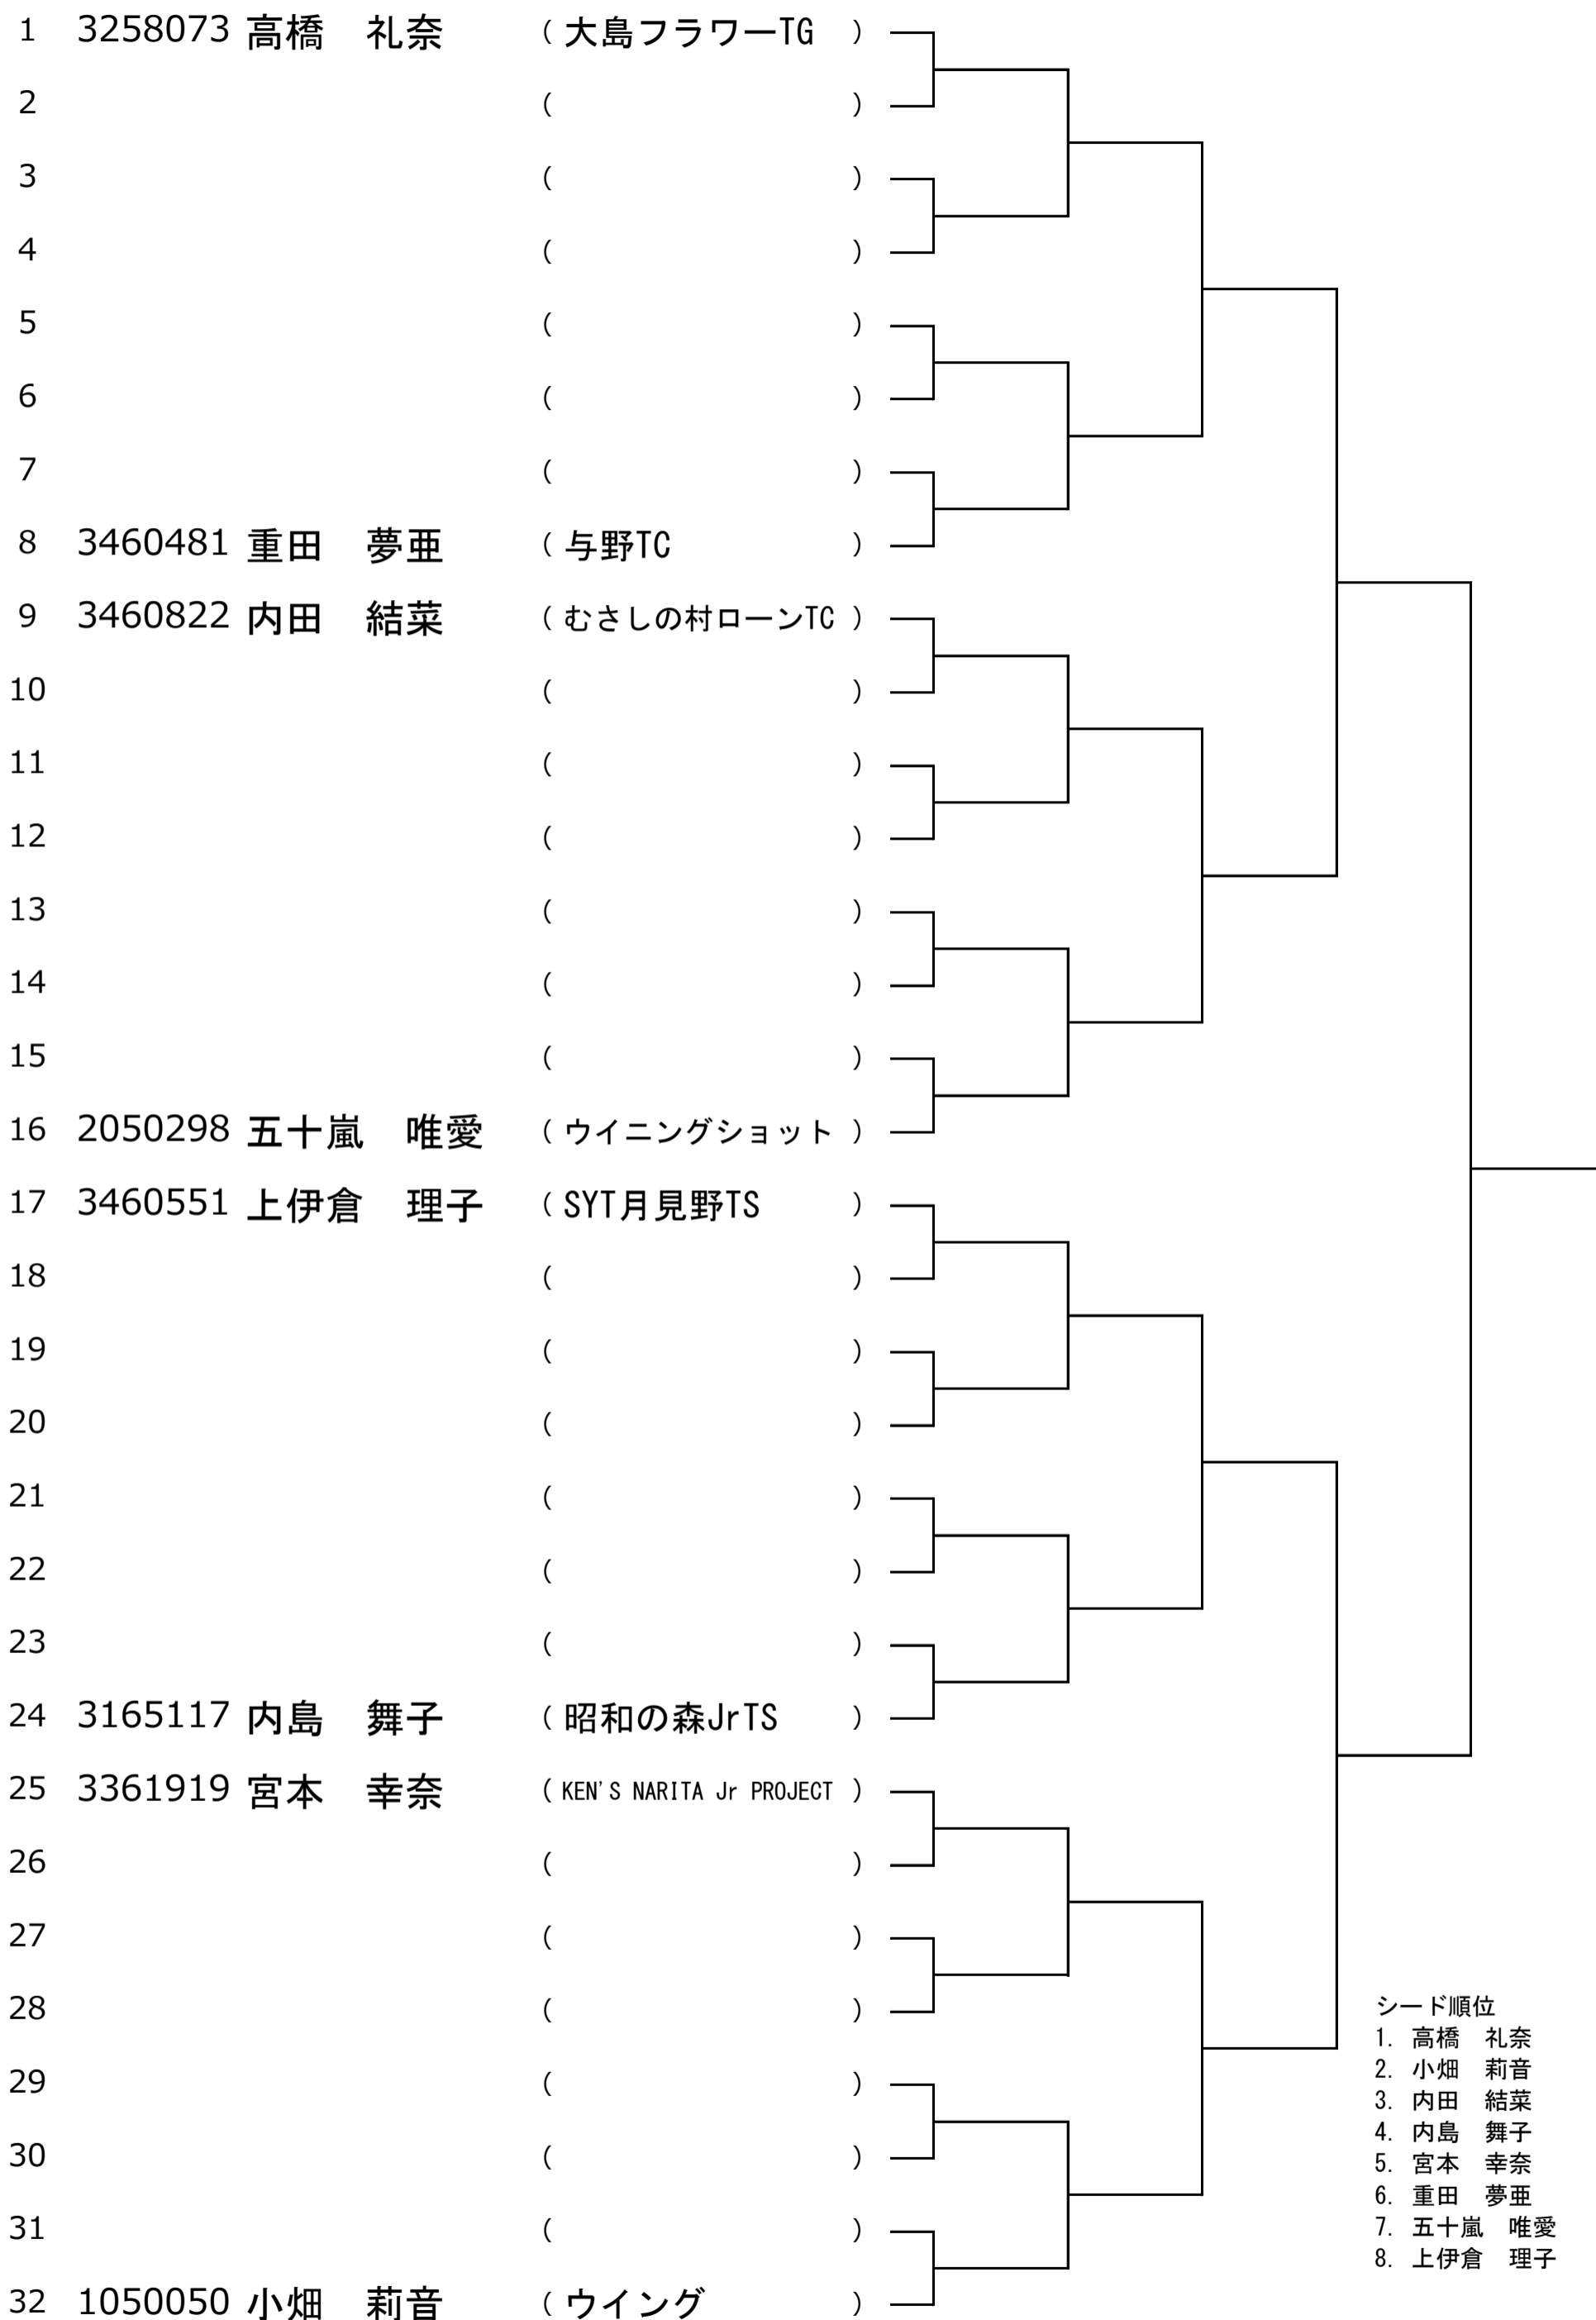 1 3258073 高橋　礼奈 ( 大島フラワーTG )
2 ( )
3 ( )
4 ( )
5 ( )
6 ( )
7 ( )
8 3460481 重田　夢亜 ( 与野TC )
9 3460822 内田　結菜 ( むさしの村ローンTC )
10 ( )
11 ( )
12 ( )
13 ( )
14 ( )
15 ( )
16 2050298 五十嵐　唯愛 ( ウイニングショット )
17 3460551 上伊倉　理子 ( SYT月見野TS )
18 ( )
19 ( )
20 ( )
21 ( )
22 ( )
23 ( )
24 3165117 内島　舞子 ( 昭和の森JrTS )
25 3361919 宮本　幸奈 ( KEN'S NARITA Jr PROJECT )
26 ( )
27 ( )
28 ( )
29 ( )
30 ( )
31 ( )
32 1050050 小畑　莉音 ( ウイング )
シード順位
1. 高橋　礼奈
2. 小畑　莉音
3. 内田　結菜
4. 内島　舞子
5. 宮本　幸奈
6. 重田　夢亜
7. 五十嵐　唯愛
8. 上伊倉　理子